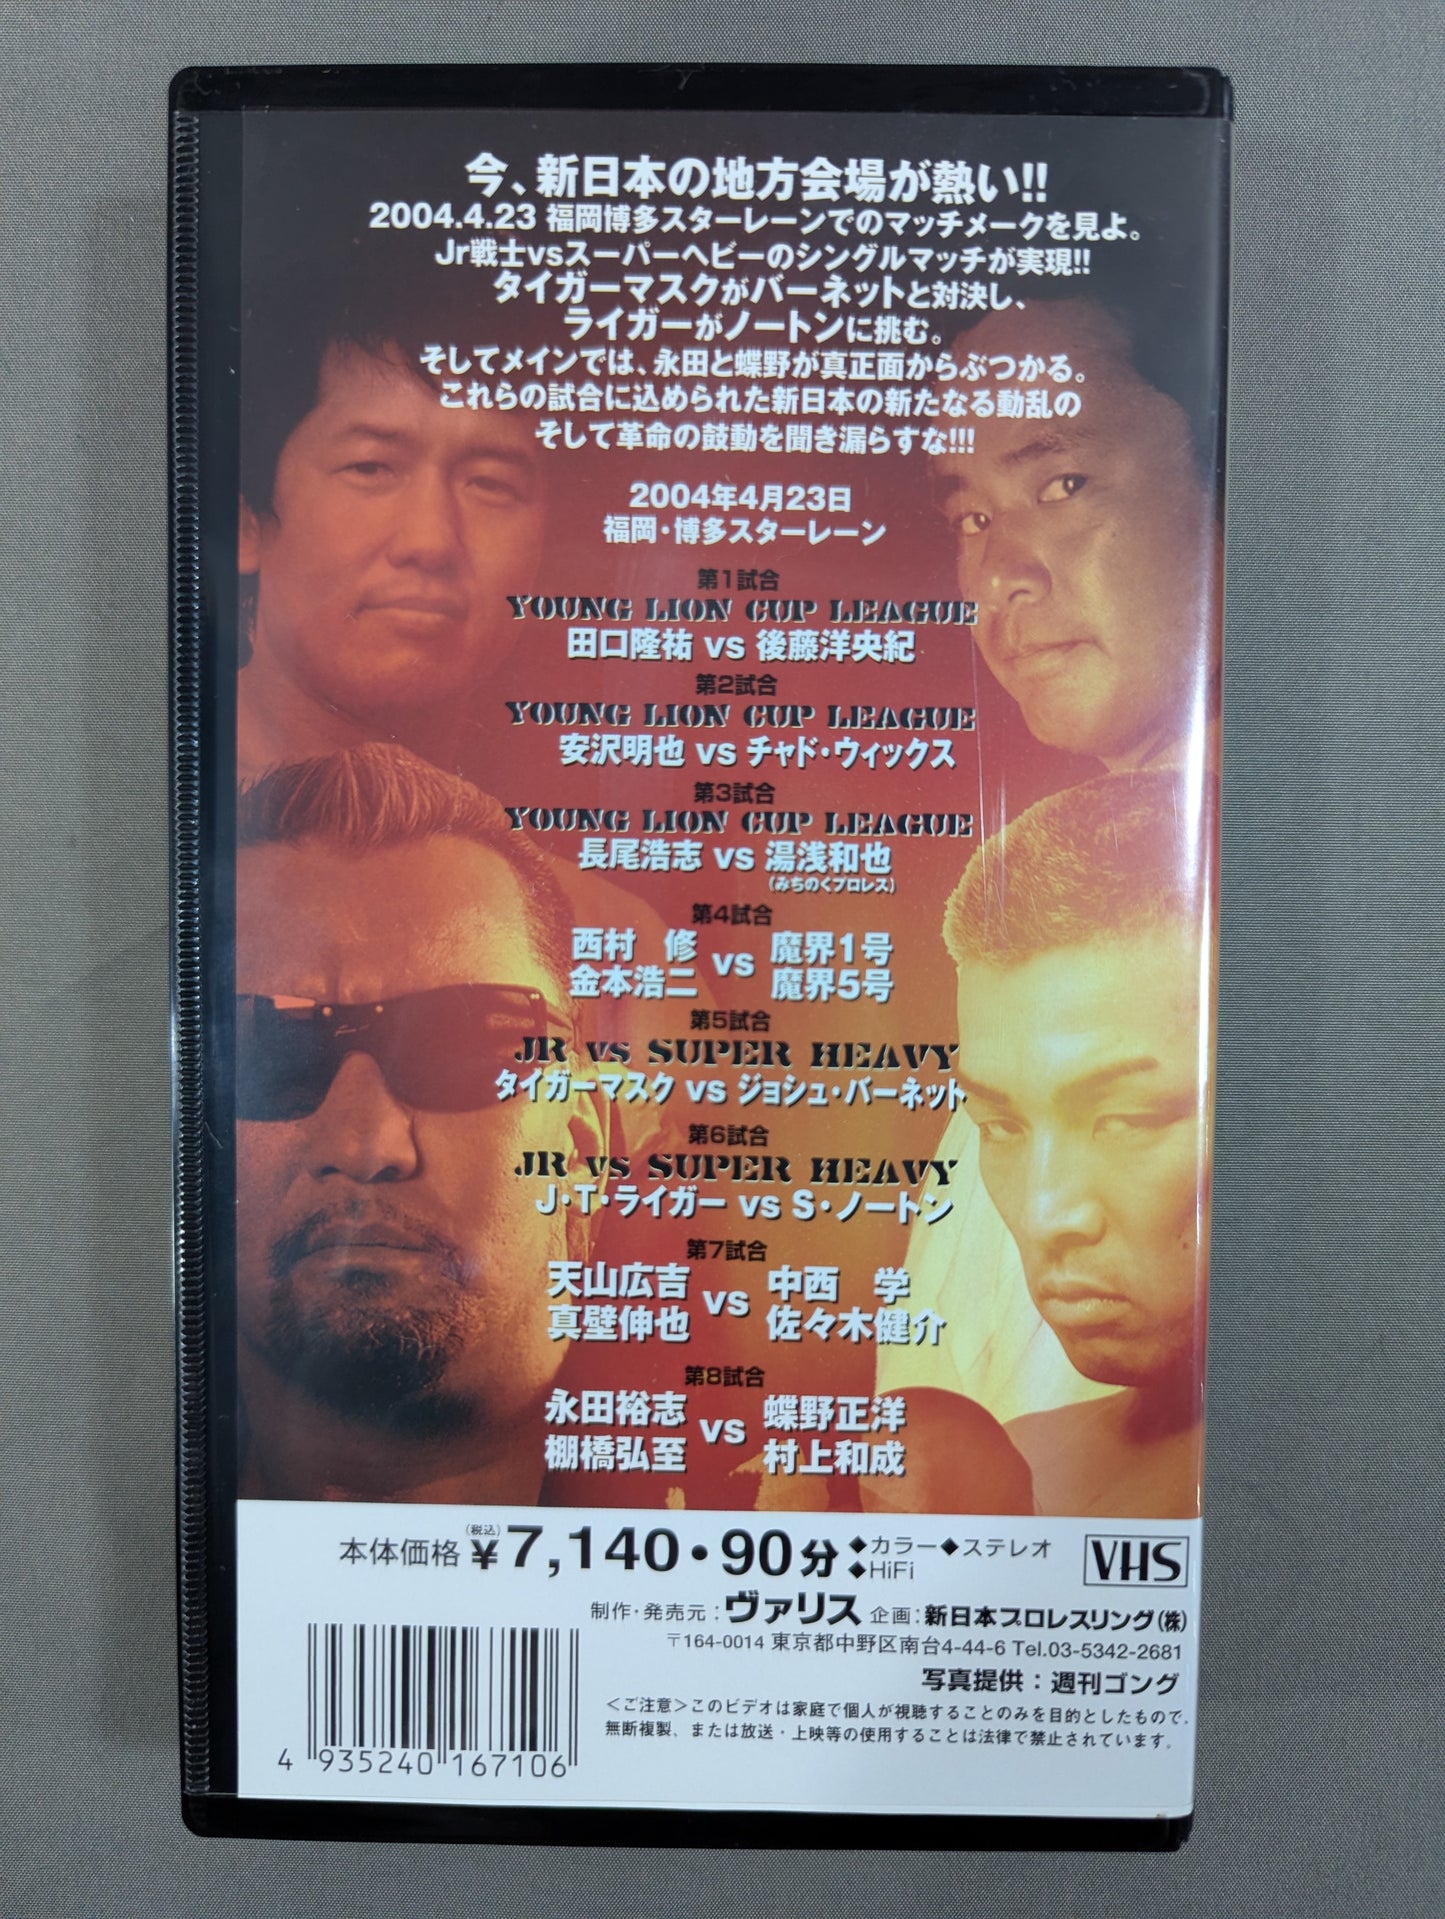 今、新日本の地方会場が熱い!!
2004.4.23 福岡博多スターレーンでのマッチメークを見よ。
Jr戦士vsスーパーヘビーのシングルマッチが実現!!
タイガーマスクがバーネットと対決し、
ライガーがノートンに挑む。
そしてメインでは、永田と蝶野が真正面からぶつかる。
これらの試合に込められた新日本の新たなる動乱の
そして革命の鼓動を聞き漏らすな!!!
2004年4月23日
福岡・博多スターレーン
第1試合
YOUNG LION CUP LEAGUE
田口隆祐 vs 後藤洋央紀
第2試合
YOUNG LION CUP LEAGUE
安沢明也 vs チャド・ウィックス
第3試合
YOUNG LION CUP LEAGUE
長尾浩志 vs 湯浅和也
(みちのくプロレス)
第4試合
西村 修 vs 魔界1号
金本浩二 魔界5号
第5試合
JR vs SUPER HEAVY
タイガーマスク vs ジョシュ・バーネット
第6試合
JR vs SUPER HEAVY
J・T・ライガー vs S・ノートン
第7試合
天山広吉 vs 中西 学
真壁伸也 佐々木健介
第8試合
永田裕志 vs 蝶野正洋
棚橋弘至 村上和成
本体価格 (税込) ¥7,140・90分 ◆カラー◆ステレオ
◆HiFi
VHS
制作・発売元：ヴァリス 企画：新日本プロレスリング(株)
〒164-0014 東京都中野区南台4-44-6 Tel.03-5342-2681
写真提供：週刊ゴング
＜ご注意＞このビデオは家庭で個人が視聴することのみを目的としたもので、
無断複製、または放送・上映等の使用することは法律で禁止されています。
4 935240 167106